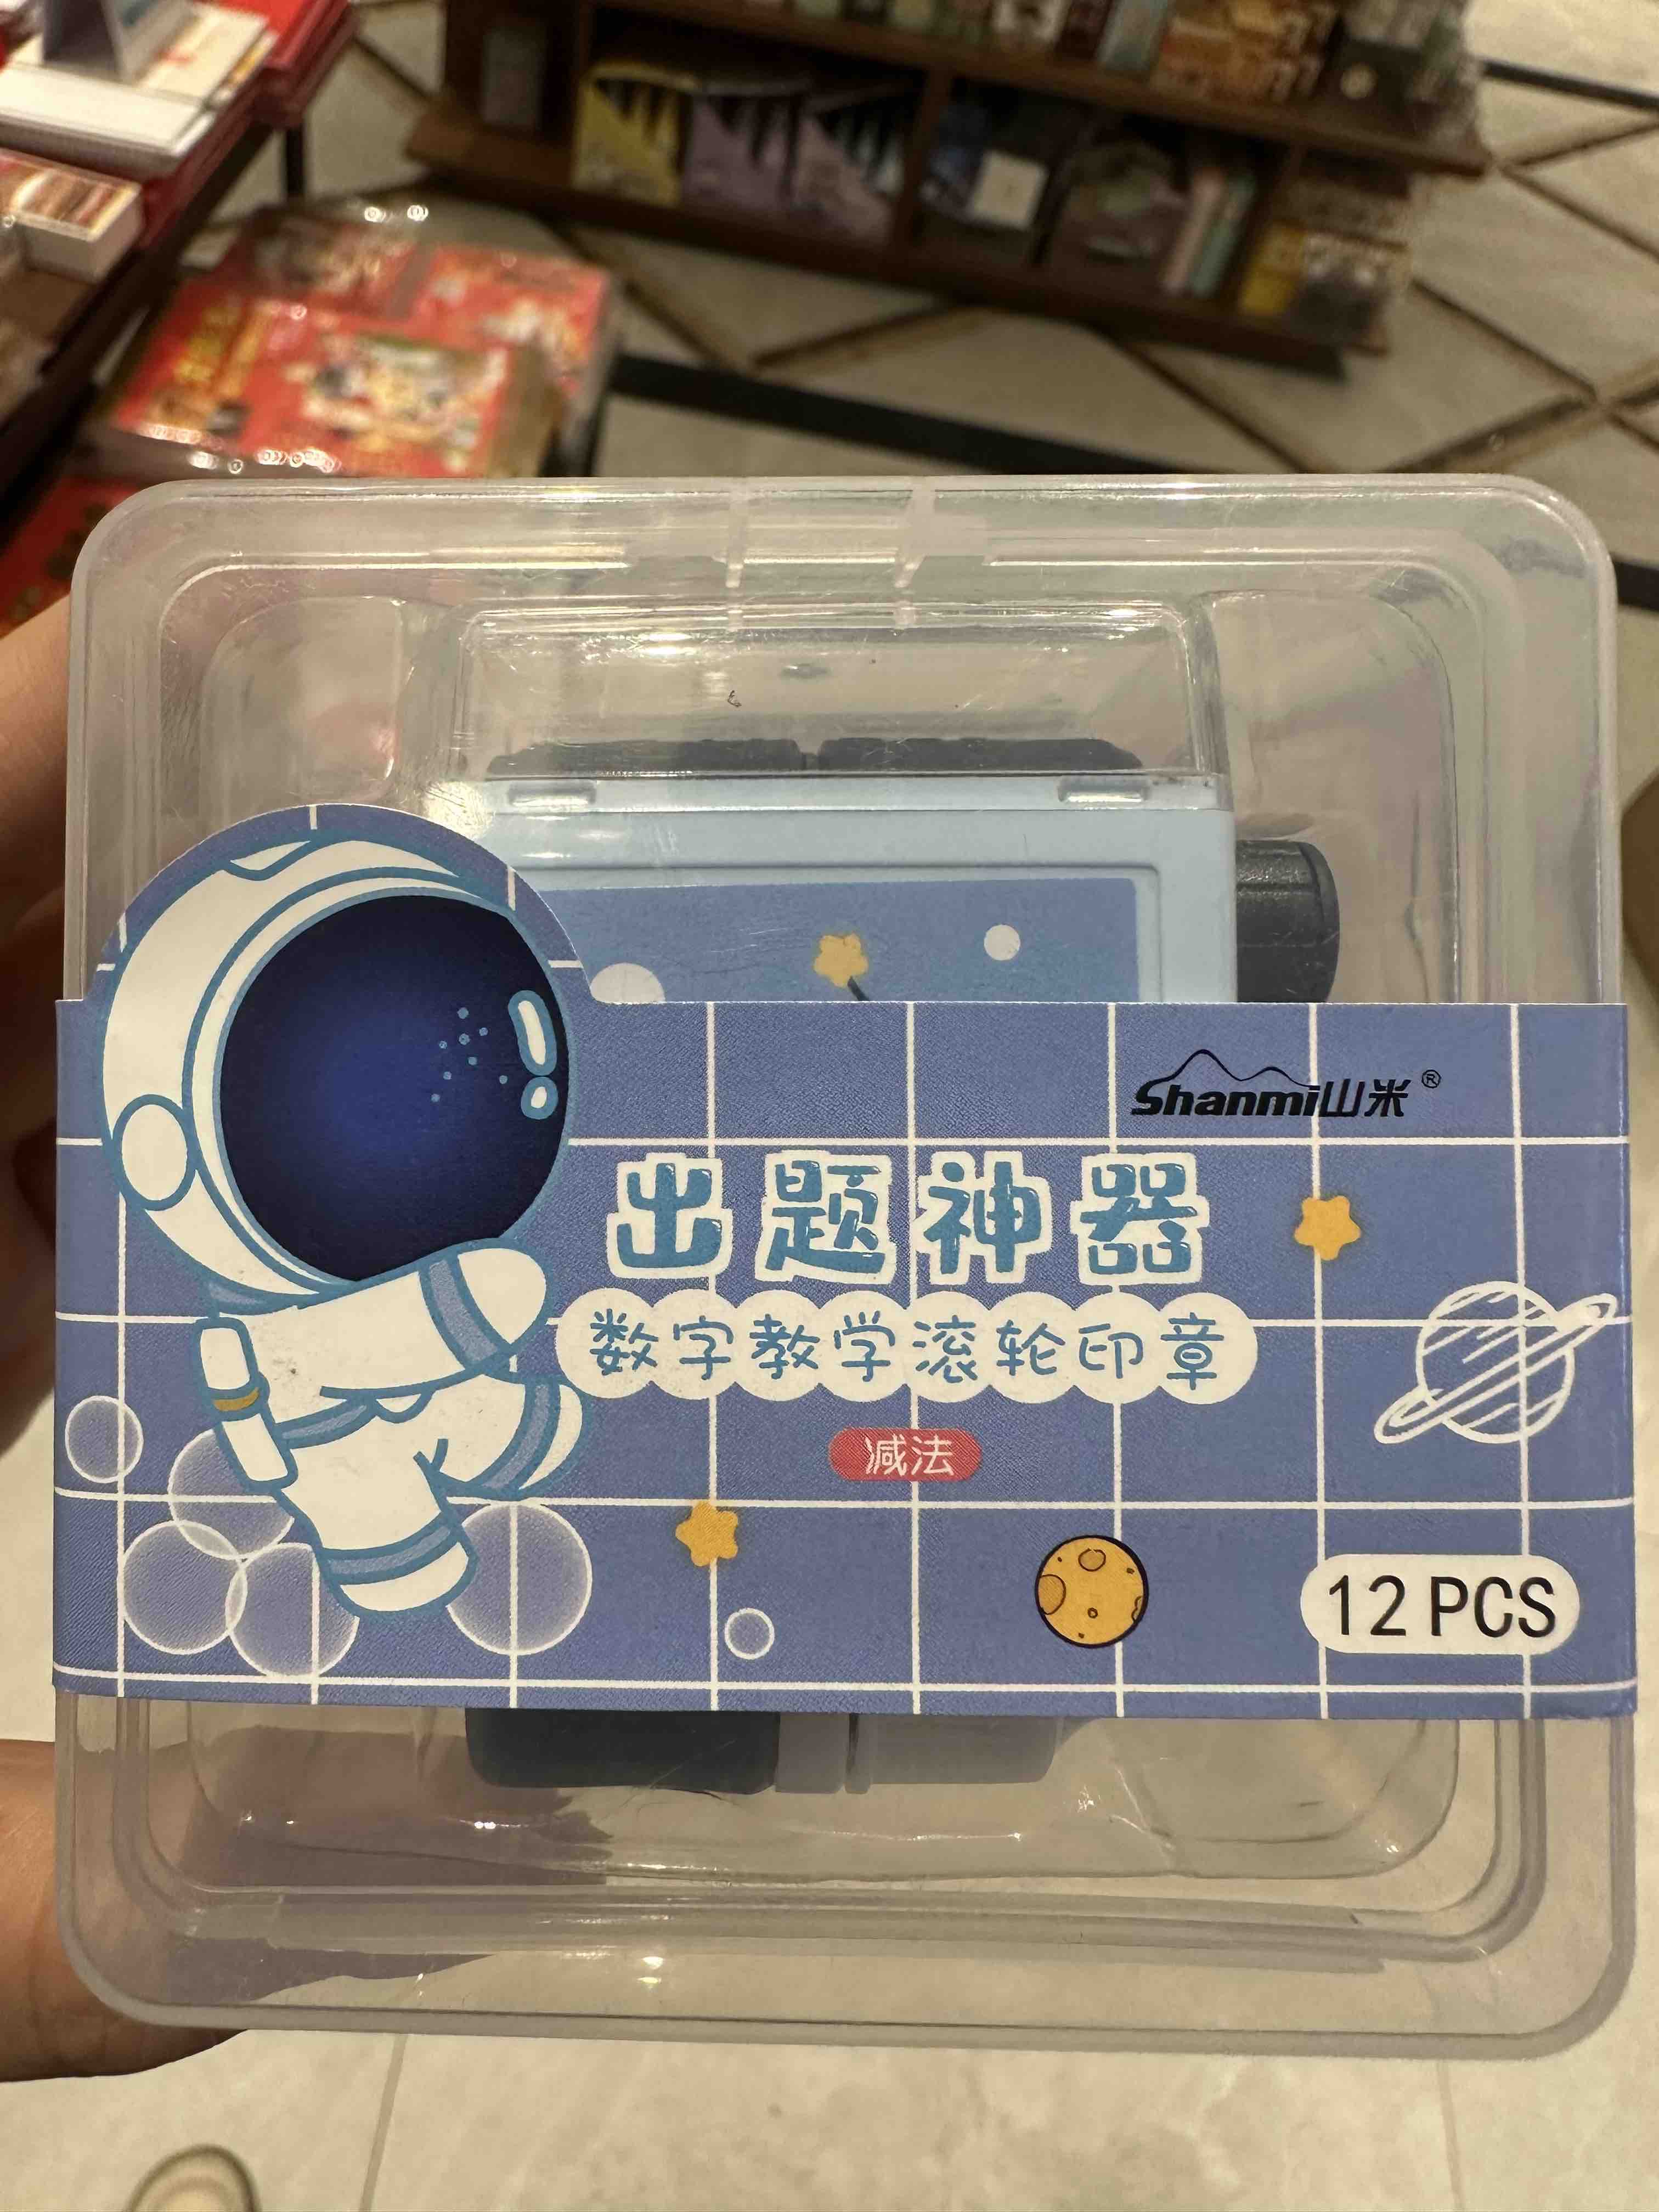 Shanmi山米®
出题神器
数字教学滚轮印章
减法
12 PCS